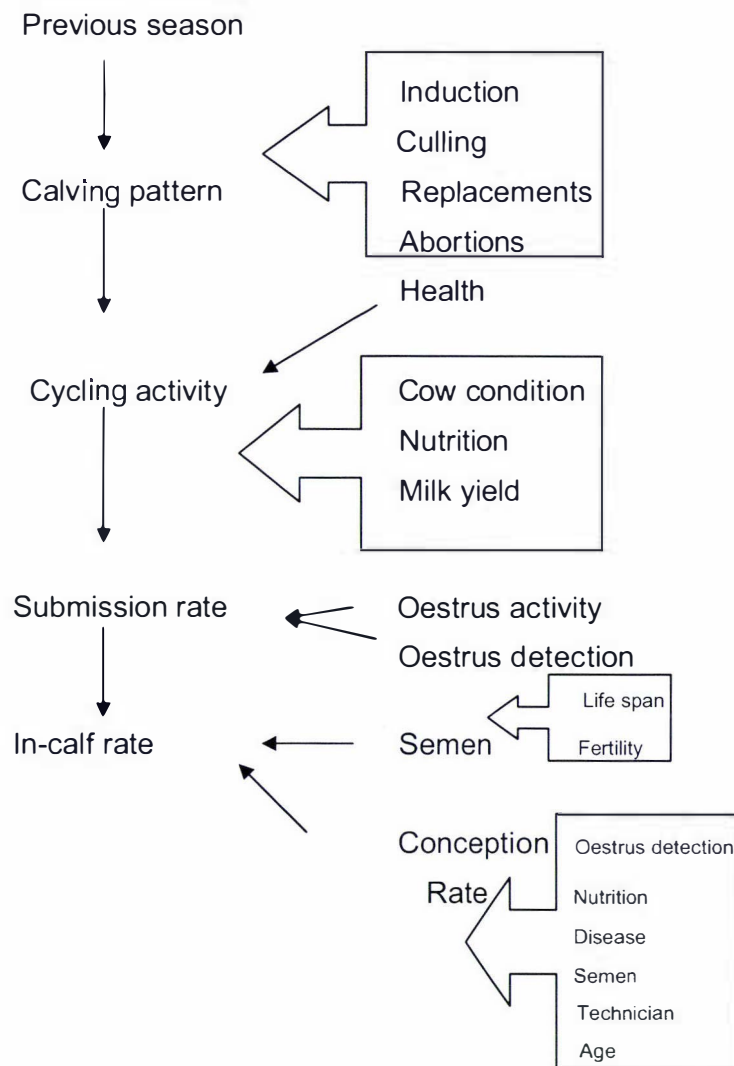 Previous season
Induction
Culling
Calving pattern
Replacements
Abortions
Health
Cycling activity
Cow condition
Nutrition
Milk yield
Submission rate
Oestrus activity
Oestrus detection
Life span
In-calf rate
Semen
Fertility
Conception
Rate
Oestrus detection
Nutrition
Disease
Semen
Technician
Age